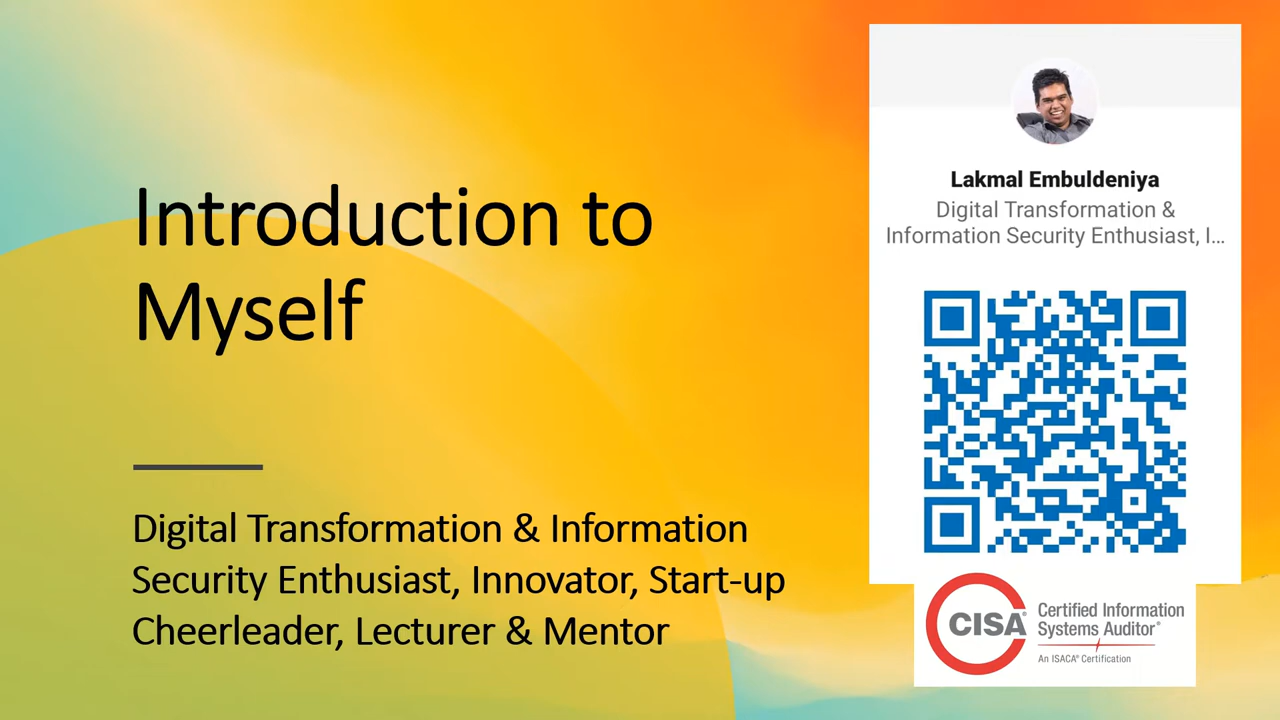 Introduction to
Myself
Digital Transformation & Information
Security Enthusiast, Innovator, Start-up
Cheerleader, Lecturer & Mentor
Lakmal Embuldeniya
Digital Transformation &
Information Security Enthusiast, I...
CISA®
Certified Information
Systems Auditor®
An ISACA® Certification